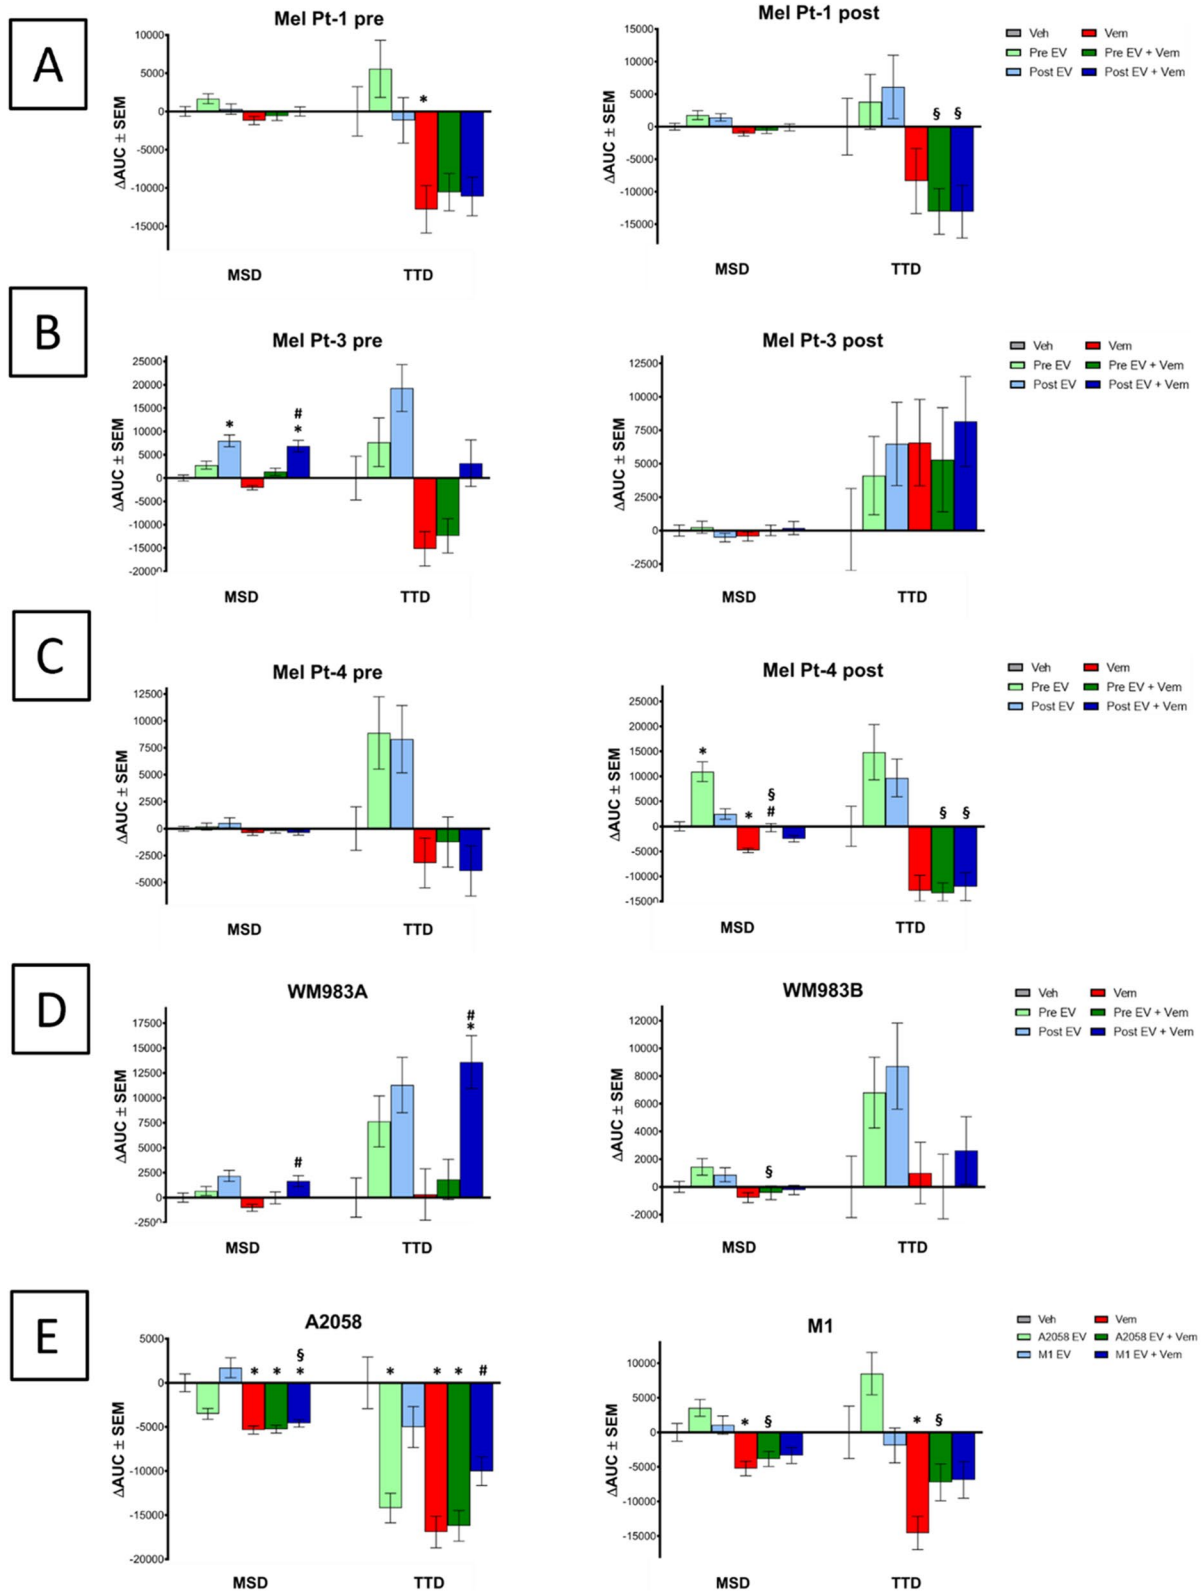 A
Mel Pt-1 pre
ΔAUC ± SEM
10000
5000
0
-5000
-10000
-15000
*
MSD
TTD
Mel Pt-1 post
ΔAUC ± SEM
15000
10000
5000
0
-5000
-10000
-15000
§ §
MSD
TTD
Veh
Vem
Pre EV
Pre EV + Vem
Post EV
Post EV + Vem
B
Mel Pt-3 pre
ΔAUC ± SEM
25000
20000
15000
10000
5000
0
-5000
-10000
-15000
-20000
*
#
*
MSD
TTD
Mel Pt-3 post
ΔAUC ± SEM
12500
10000
7500
5000
2500
0
-2500
MSD
TTD
Veh
Vem
Pre EV
Pre EV + Vem
Post EV
Post EV + Vem
C
Mel Pt-4 pre
ΔAUC ± SEM
12500
10000
7500
5000
2500
0
-2500
-5000
MSD
TTD
Mel Pt-4 post
ΔAUC ± SEM
25000
20000
15000
10000
5000
0
-5000
-10000
-15000
*
*
§
#
§ §
MSD
TTD
Veh
Vem
Pre EV
Pre EV + Vem
Post EV
Post EV + Vem
D
WM983A
ΔAUC ± SEM
17500
15000
12500
10000
7500
5000
2500
0
-2500
#
#
*
MSD
TTD
WM983B
ΔAUC ± SEM
12000
10000
8000
6000
4000
2000
0
-2000
§
MSD
TTD
Veh
Vem
Pre EV
Pre EV + Vem
Post EV
Post EV + Vem
E
A2058
ΔAUC ± SEM
5000
0
-5000
-10000
-15000
-20000
§
* * *
* * * #
MSD
TTD
M1
ΔAUC ± SEM
10000
5000
0
-5000
-10000
-15000
* §
* §
MSD
TTD
Veh
Vem
A2058 EV
A2058 EV + Vem
M1 EV
M1 EV + Vem